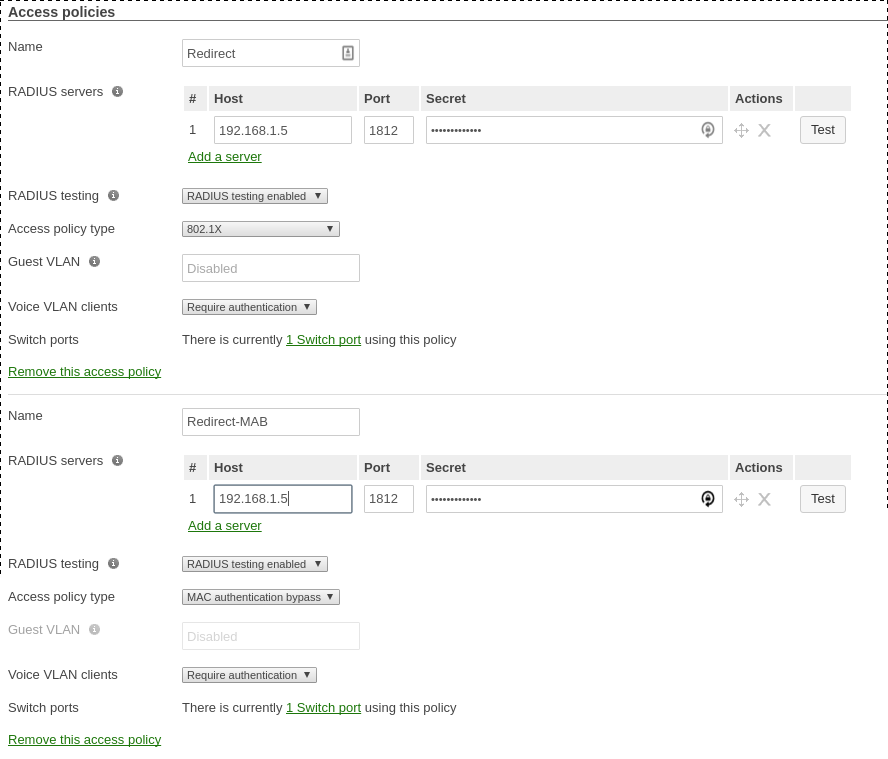 Access policies
Name Redirect
RADIUS servers # Host Port Secret Actions
1 192.168.1.5 1812 ••••••••••••• X Test
Add a server
RADIUS testing RADIUS testing enabled
Access policy type 802.1X
Guest VLAN Disabled
Voice VLAN clients Require authentication
Switch ports There is currently 1 Switch port using this policy
Remove this access policy
Name Redirect-MAB
RADIUS servers # Host Port Secret Actions
1 192.168.1.5 1812 ••••••••••••• X Test
Add a server
RADIUS testing RADIUS testing enabled
Access policy type MAC authentication bypass
Guest VLAN Disabled
Voice VLAN clients Require authentication
Switch ports There is currently 1 Switch port using this policy
Remove this access policy